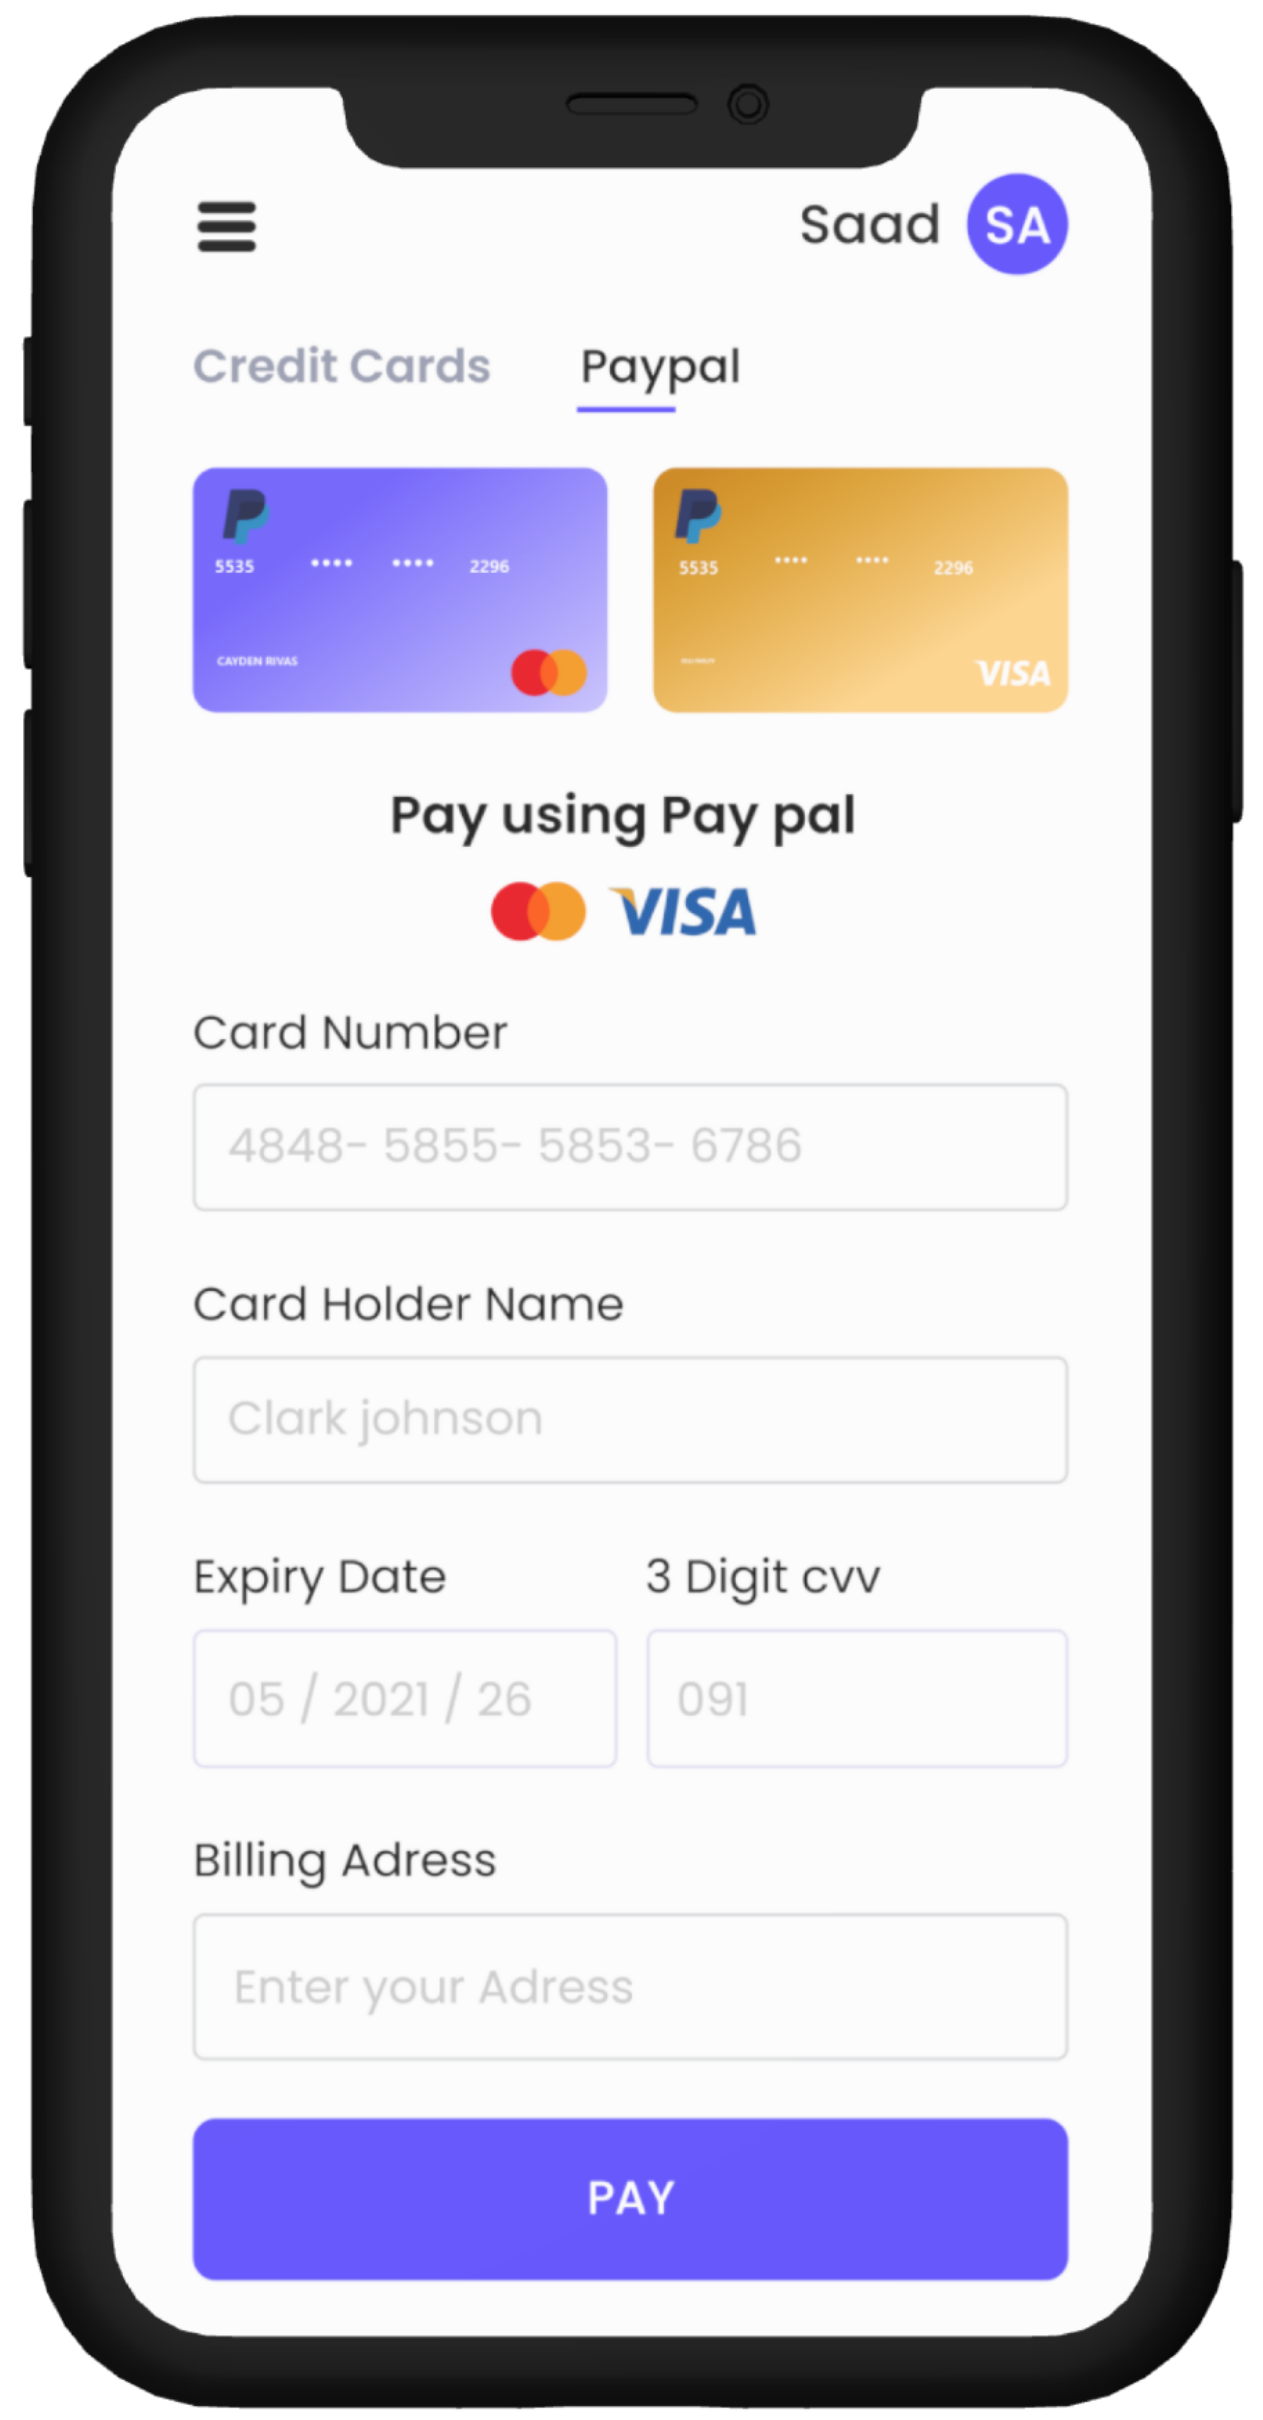 Saad SA
Credit Cards Paypal
5535 •••• •••• 2296
CAYDEN RIVAS
5535 •••• •••• 2296
VISA
Pay using Pay pal
VISA
Card Number
4848- 5855- 5853- 6786
Card Holder Name
Clark johnson
Expiry Date 3 Digit cvv
05 / 2021 / 26 091
Billing Adress
Enter your Adress
PAY